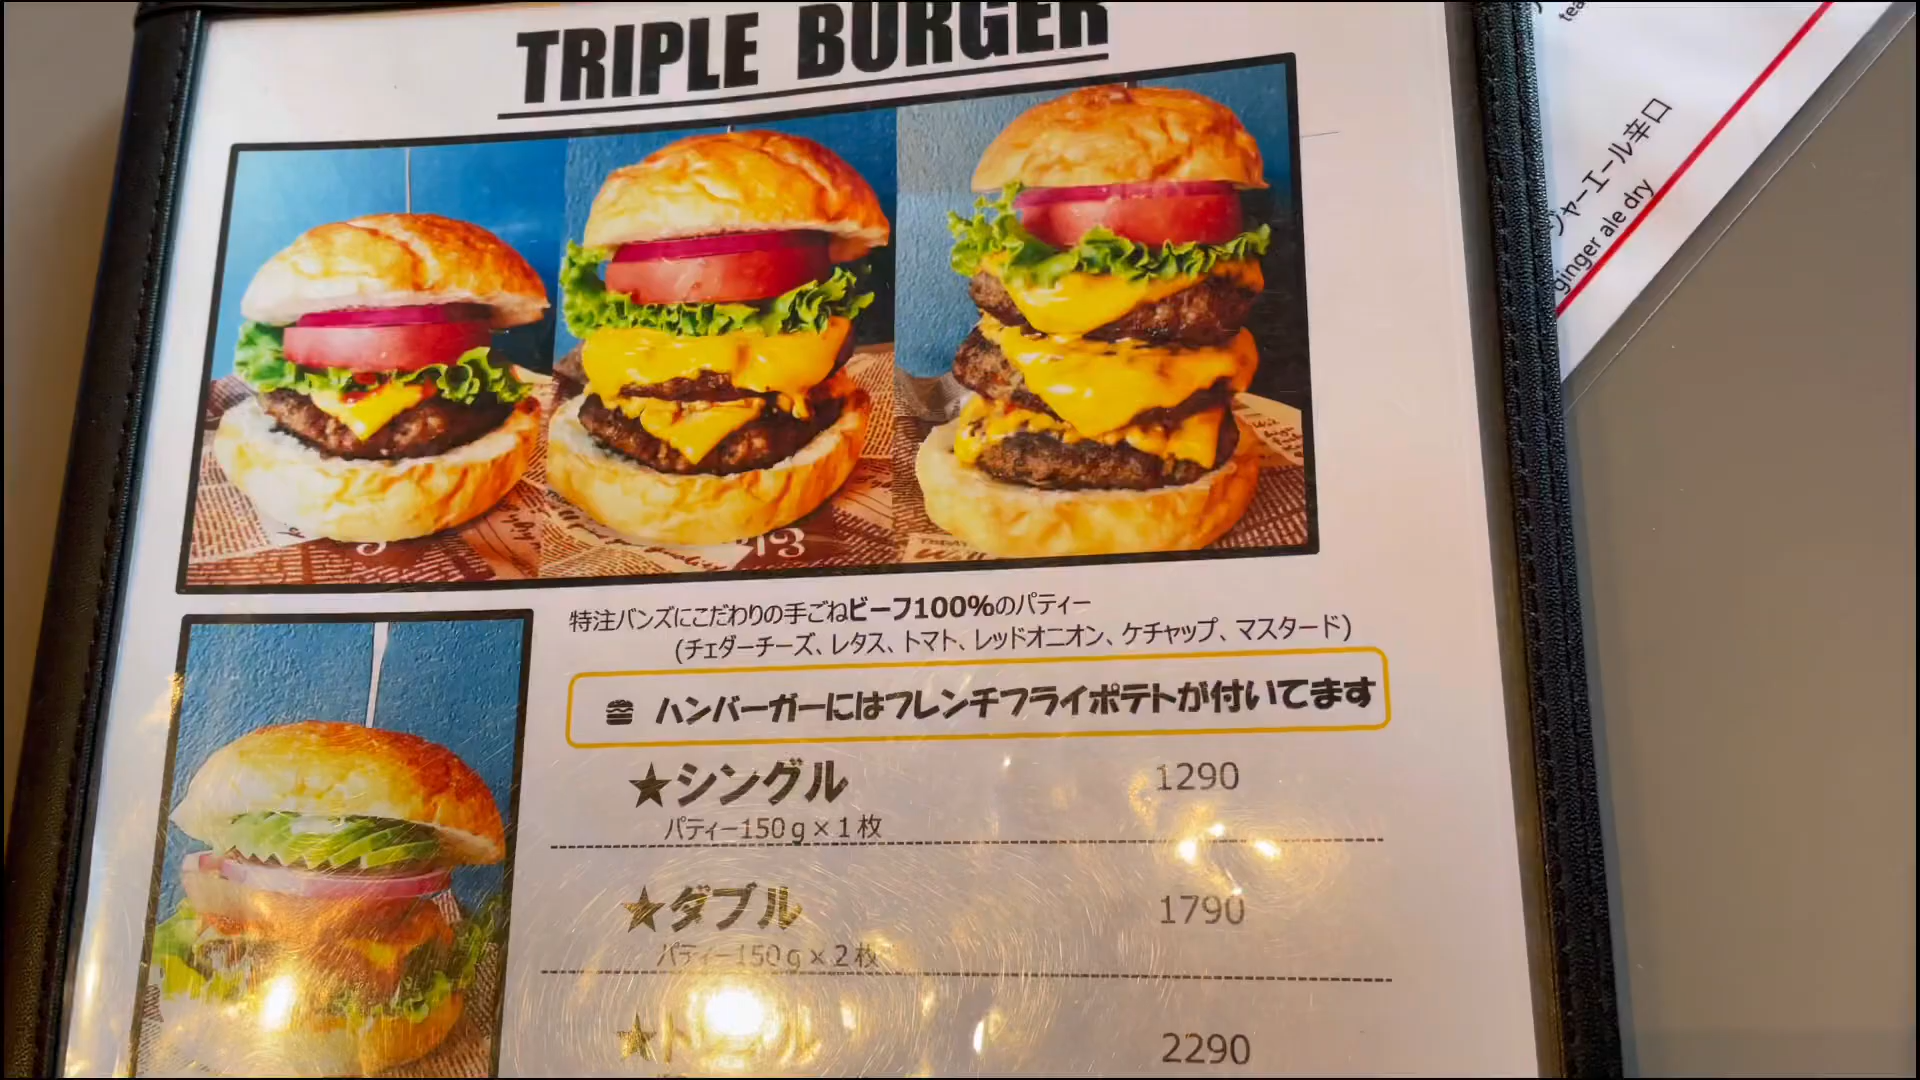 TRIPLE BURGER
特注バンズにこだわりの手ごねビーフ100%のパティー
(チェダーチーズ、レタス、トマト、レッドオニオン、ケチャップ、マスタード)
ハンバーガーにはフレンチフライポテトが付いてます
★シングル 1290
パティー150g×1枚
★ダブル 1790
パティー150g×2枚
2290
ジャーエール辛口
ginger ale dry